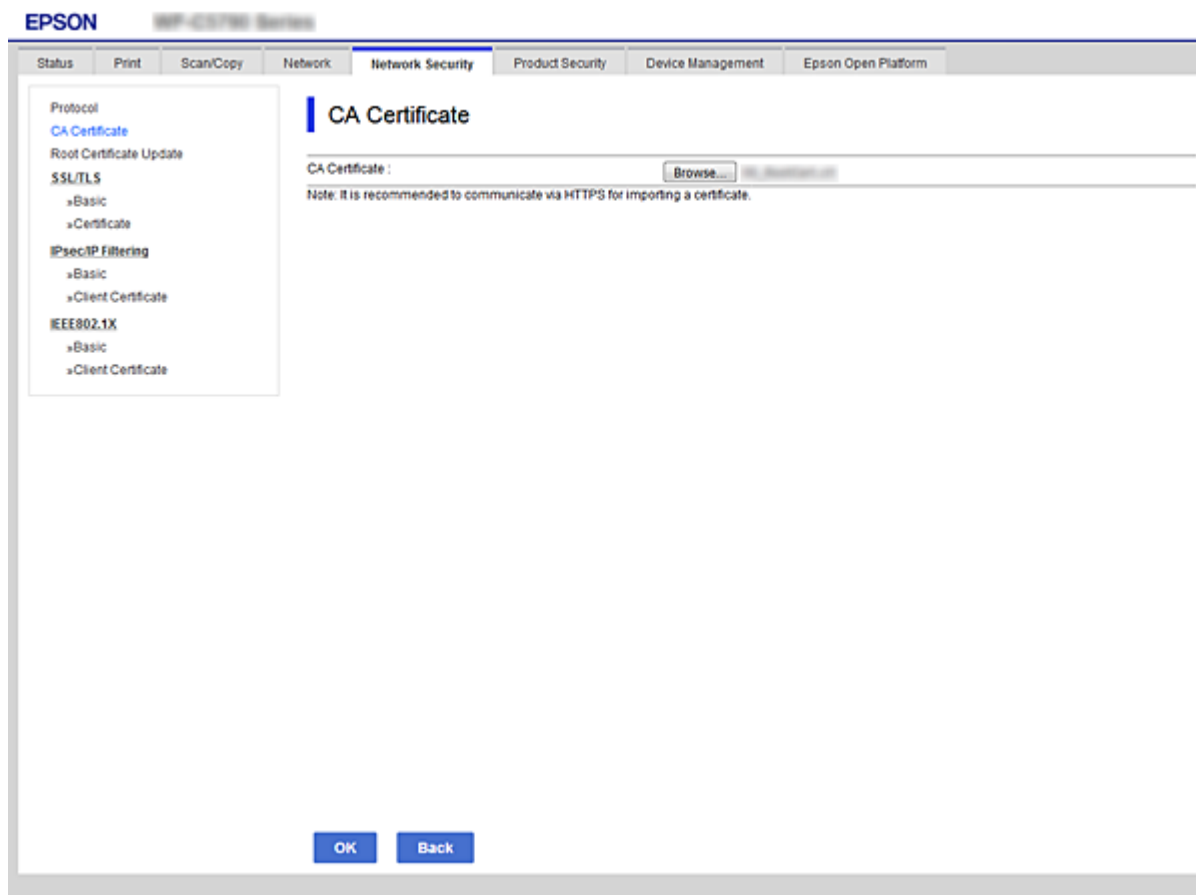 EPSON
Status Print Scan/Copy Network Network Security Product Security Device Management Epson Open Platform
Protocol
CA Certificate
Root Certificate Update
SSL/TLS
»Basic
»Certificate
IPsec/IP Filtering
»Basic
»Client Certificate
IEEE802.1X
»Basic
»Client Certificate
CA Certificate
CA Certificate :
Browse...
Note: It is recommended to communicate via HTTPS for importing a certificate.
OK Back